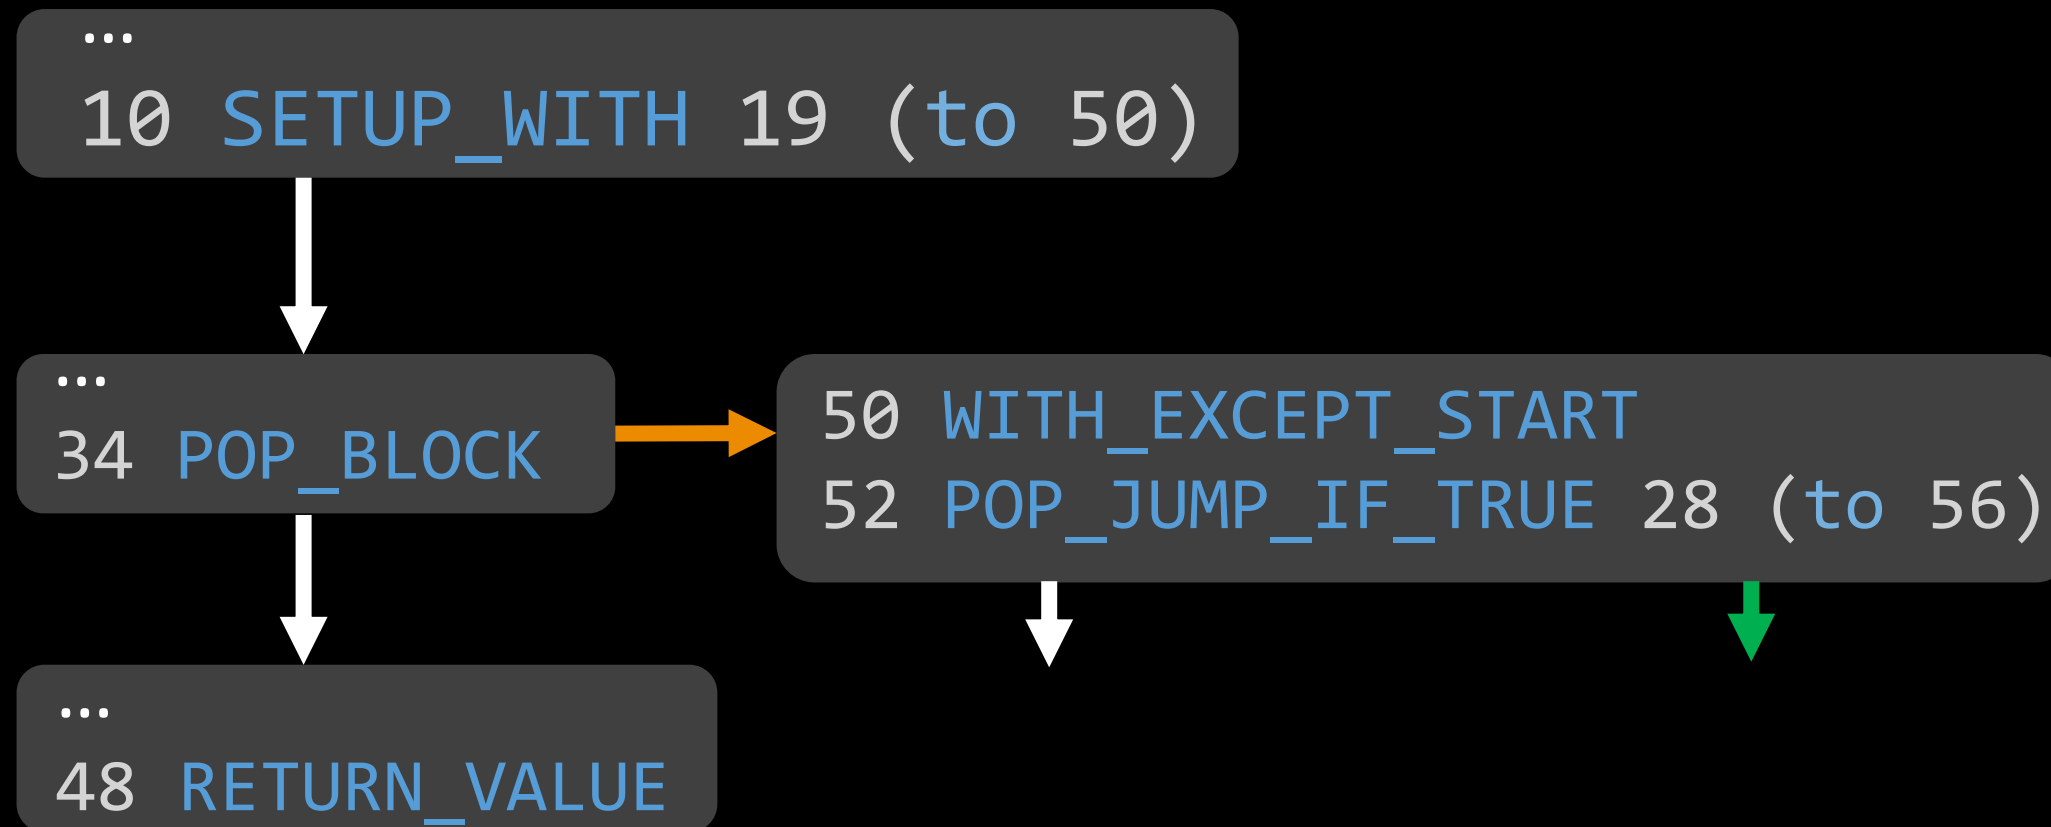 ...
10 SETUP_WITH 19 (to 50)
...
34 POP_BLOCK
50 WITH_EXCEPT_START
52 POP_JUMP_IF_TRUE 28 (to 56)
...
48 RETURN_VALUE